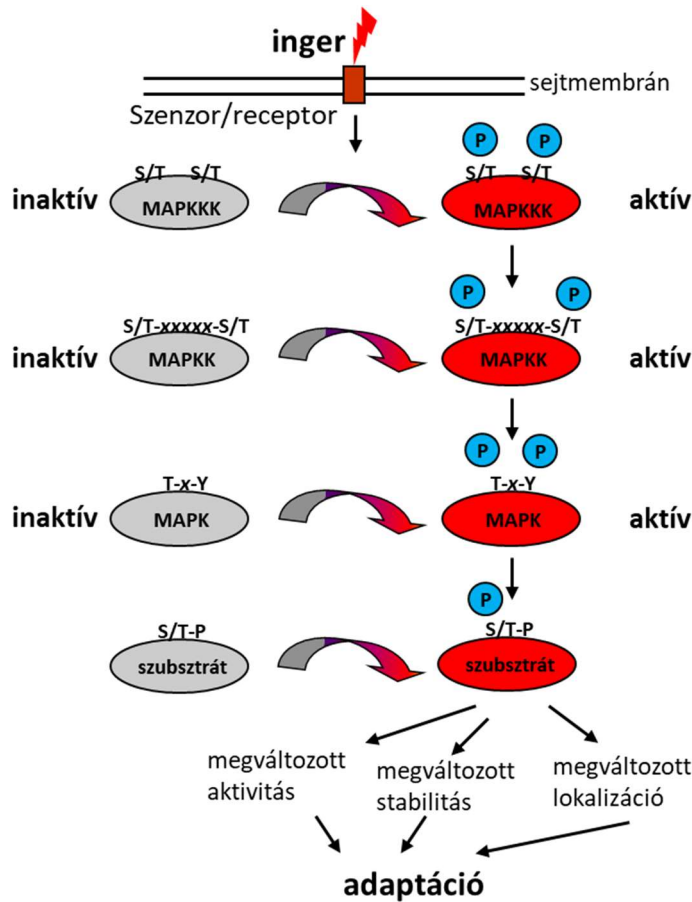 inger
sejtmembrán
Szenzor/receptor
P P
S/T S/T S/T S/T
inaktív MAPKKK MAPKKK aktív
P P
S/T-xxxxx-S/T S/T-xxxxx-S/T
inaktív MAPKK MAPKK aktív
P P
T-x-Y T-x-Y
inaktív MAPK MAPK aktív
P
S/T-P S/T-P
szubsztrát szubsztrát
megváltozott
aktivitás
megváltozott
stabilitás
megváltozott
lokalizáció
adaptáció